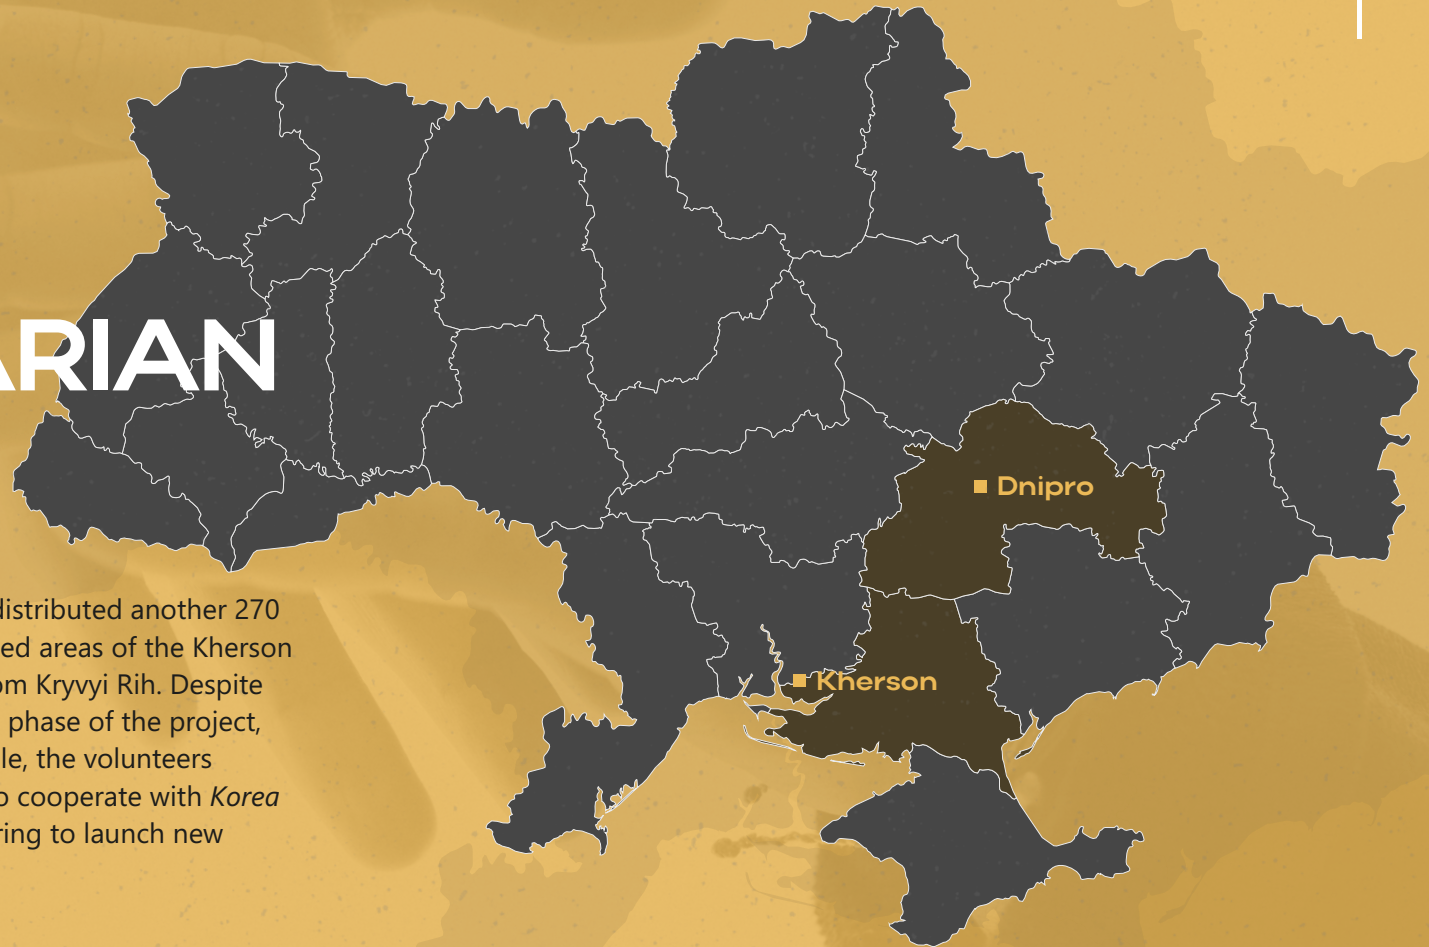 ARIAN
Dnipro
Kherson
distributed another 270
ed areas of the Kherson
om Kryvyi Rih. Despite
phase of the project,
le, the volunteers
o cooperate with Korea
ring to launch new